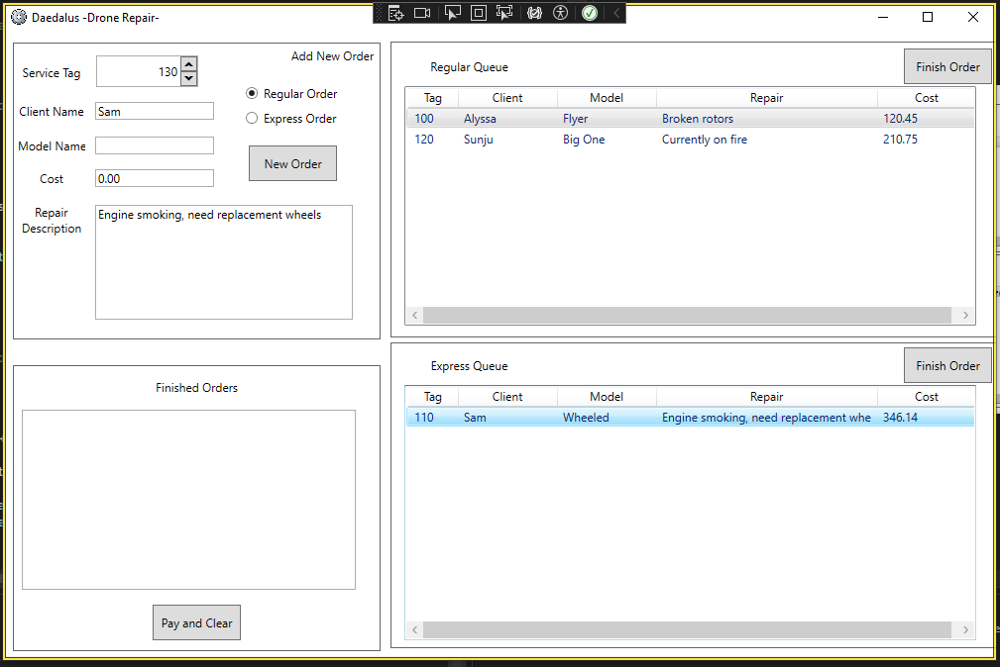 Daedalus -Drone Repair-
Add New Order
Service Tag 130
Regular Order
Client Name Sam
Express Order
Model Name
New Order
Cost 0.00
Repair Description
Engine smoking, need replacement wheels
Regular Queue
Finish Order
Tag Client Model Repair Cost
100 Alyssa Flyer Broken rotors 120.45
120 Sunju Big One Currently on fire 210.75
Finished Orders
Pay and Clear
Express Queue
Finish Order
Tag Client Model Repair Cost
110 Sam Wheeled Engine smoking, need replacement whe 346.14